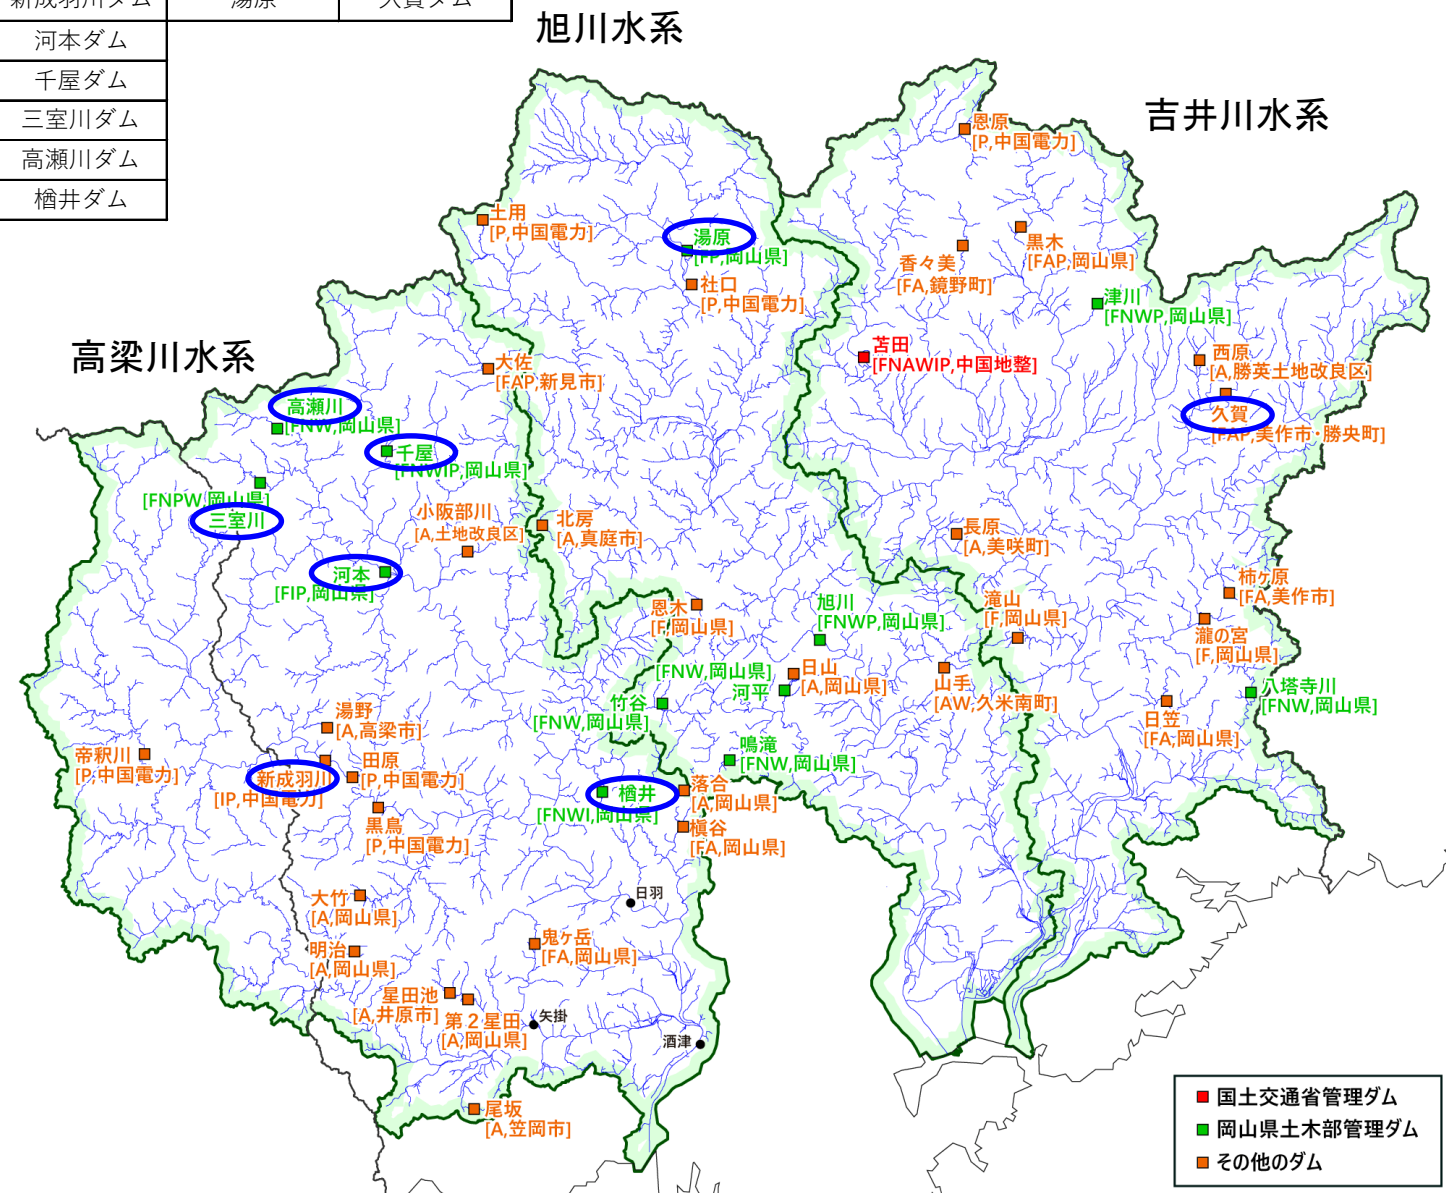 新成羽川ダム
湯原
久賀ダム
河本ダム
千屋ダム
三室川ダム
高瀬川ダム
楢井ダム
旭川水系
吉井川水系
高梁川水系
恩原
[P,中国電力]
土用
[P,中国電力]
湯原
[FP,岡山県]
社口
[P,中国電力]
香々美
[FA,鏡野町]
黒木
[FAP,岡山県]
津川
[FNWP,岡山県]
苫田
[FNAWIP,中国地整]
西原
[A,勝英土地改良区]
久賀
[FAP,美作市・勝央町]
大佐
[FAP,新見市]
高瀬川
[FNW,岡山県]
千屋
[FNWIP,岡山県]
[FNPW,岡山県]
三室川
小阪部川
[A,土地改良区]
北房
[A,真庭市]
長原
[A,美咲町]
河本
[FIP,岡山県]
恩木
[F,岡山県]
旭川
[FNWP,岡山県]
滝山
[F,岡山県]
柿ヶ原
[FA,美作市]
瀧の宮
[F,岡山県]
[FNW,岡山県]
河平
日山
[A,岡山県]
山手
[AW,久米南町]
八塔寺川
[FNW,岡山県]
竹谷
[FNW,岡山県]
日笠
[FA,岡山県]
湯野
[A,高梁市]
帝釈川
[P,中国電力]
新成羽川
[IP,中国電力]
田原
[P,中国電力]
鳴滝
[FNW,岡山県]
楢井
[FNWI,岡山県]
落合
[A,岡山県]
黒鳥
[P,中国電力]
槇谷
[FA,岡山県]
大竹
[A,岡山県]
日羽
明治
[A,岡山県]
鬼ヶ岳
[FA,岡山県]
星田池
[A,井原市]
第２星田
[A,岡山県]
矢掛
酒津
尾坂
[A,笠岡市]
国土交通省管理ダム
岡山県土木部管理ダム
その他のダム